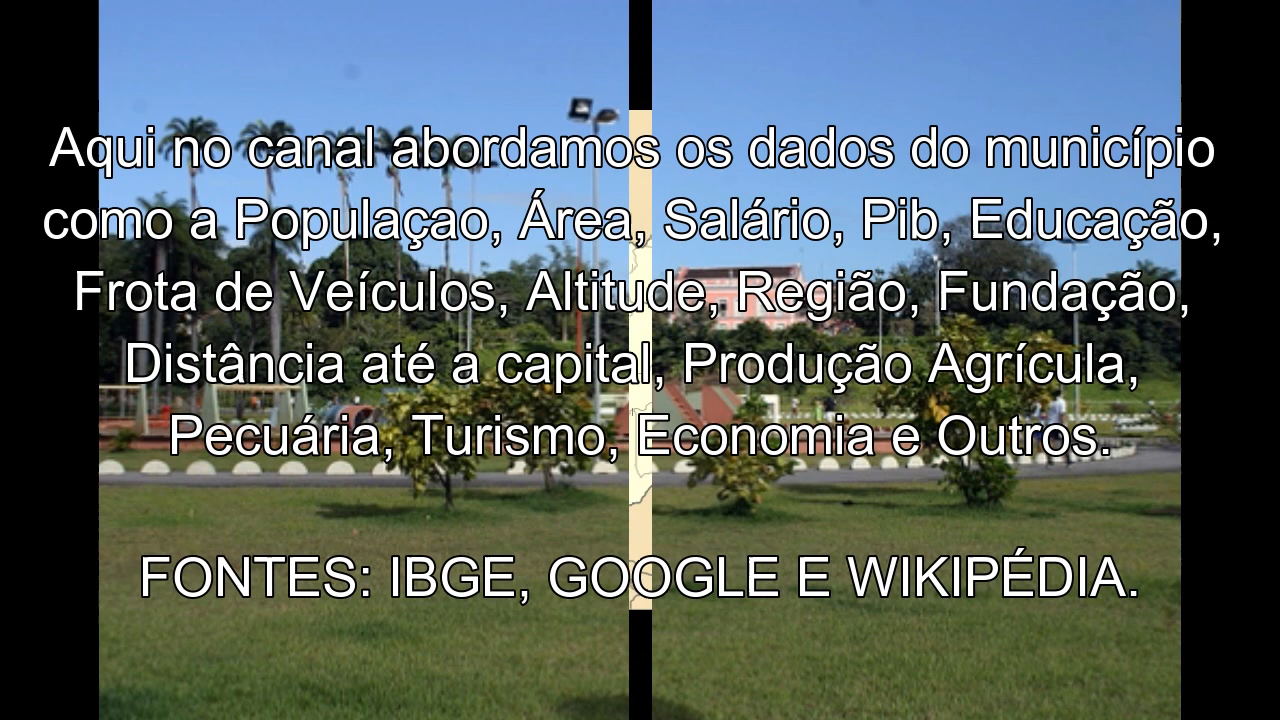 Aqui no canal abordamos os dados do município
como a Populaçao, Área, Salário, Pib, Educação,
Frota de Veículos, Altitude, Região, Fundação,
Distância até a capital, Produção Agrícula,
Pecuária, Turismo, Economia e Outros.
FONTES: IBGE, GOOGLE E WIKIPÉDIA.